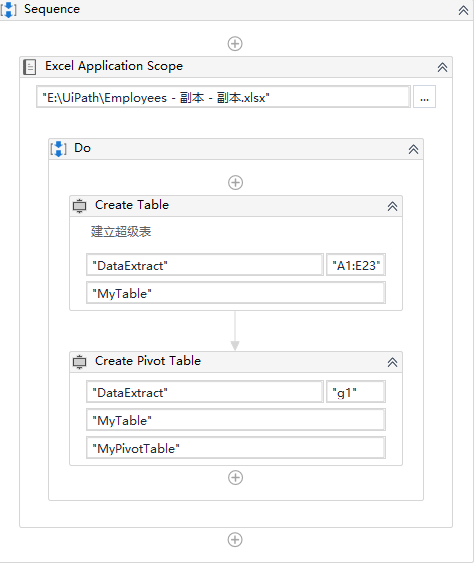 Sequence
Excel Application Scope
"E:\UiPath\Employees - 副本 - 副本.xlsx"
...
Do
Create Table
建立超级表
"DataExtract" "A1:E23"
"MyTable"
Create Pivot Table
"DataExtract" "g1"
"MyTable"
"MyPivotTable"